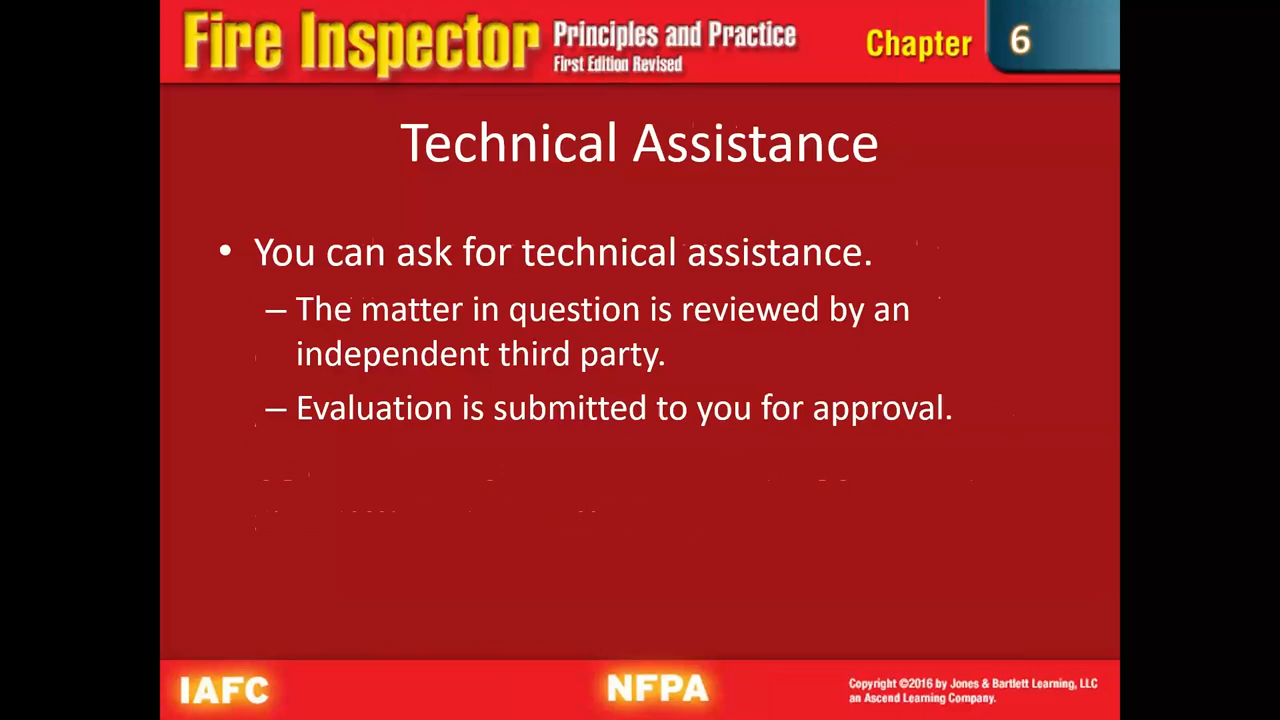 Fire Inspector Principles and Practice
First Edition Revised
Chapter 6
Technical Assistance
• You can ask for technical assistance.
– The matter in question is reviewed by an
independent third party.
– Evaluation is submitted to you for approval.
IAFC
NFPA
Copyright ©2016 by Jones & Bartlett Learning, LLC
an Ascend Learning Company.